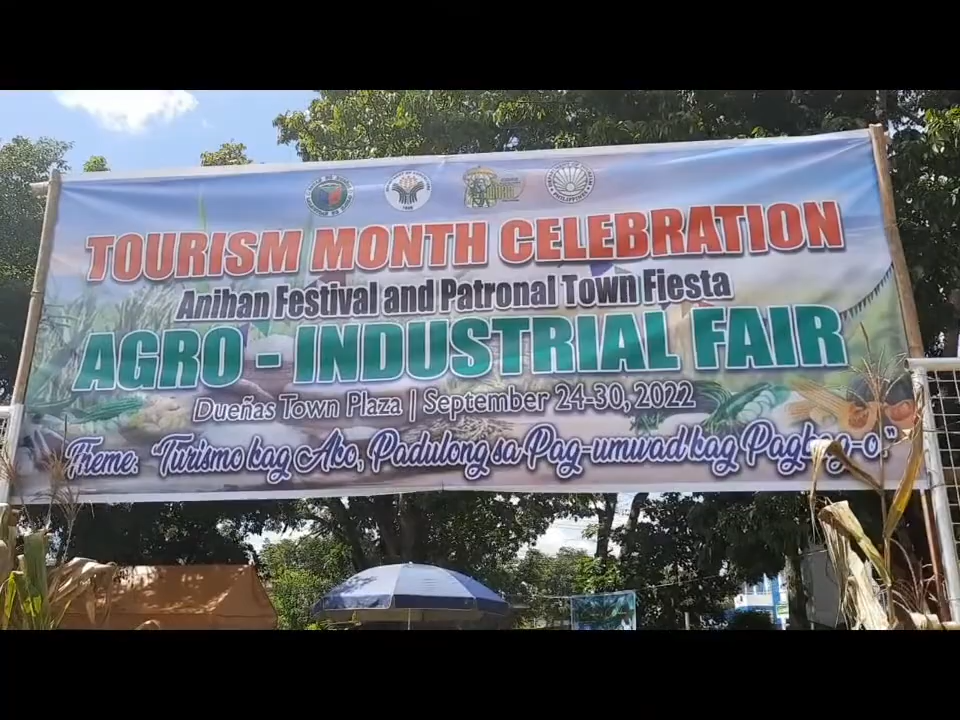 TOURISM MONTH CELEBRATION
Anihan Festival and Patronal Town Fiesta
AGRO - INDUSTRIAL FAIR
Dueñas Town Plaza | September 24-30, 2022
Theme: "Turismo kag Ako, Padulong sa Pag-umwad kag Pagbag-o."